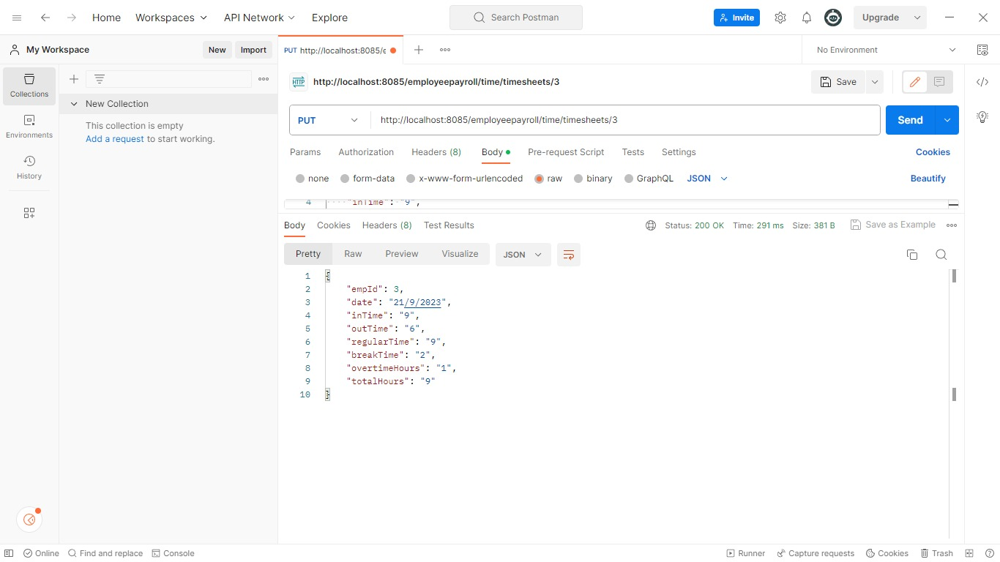 Home Workspaces API Network Explore Search Postman Invite Upgrade
My Workspace New Import PUT http://localhost:8085/e No Environment
Collections
Environments
History
New Collection
This collection is empty
Add a request to start working.
HTTP http://localhost:8085/employeepayroll/time/timesheets/3 Save
PUT http://localhost:8085/employeepayroll/time/timesheets/3 Send
Params Authorization Headers (8) Body Pre-request Script Tests Settings Cookies
none form-data x-www-form-urlencoded raw binary GraphQL JSON Beautify
4 "inTime": "9",
Body Cookies Headers (8) Test Results Status: 200 OK Time: 291 ms Size: 381 B Save as Example
Pretty Raw Preview Visualize JSON
1 {
2 "empId": 3,
3 "date": "21/9/2023",
4 "inTime": "9",
5 "outTime": "6",
6 "regularTime": "9",
7 "breakTime": "2",
8 "overtimeHours": "1",
9 "totalHours": "9"
10 }
Online Find and replace Console Runner Capture requests Cookies Trash